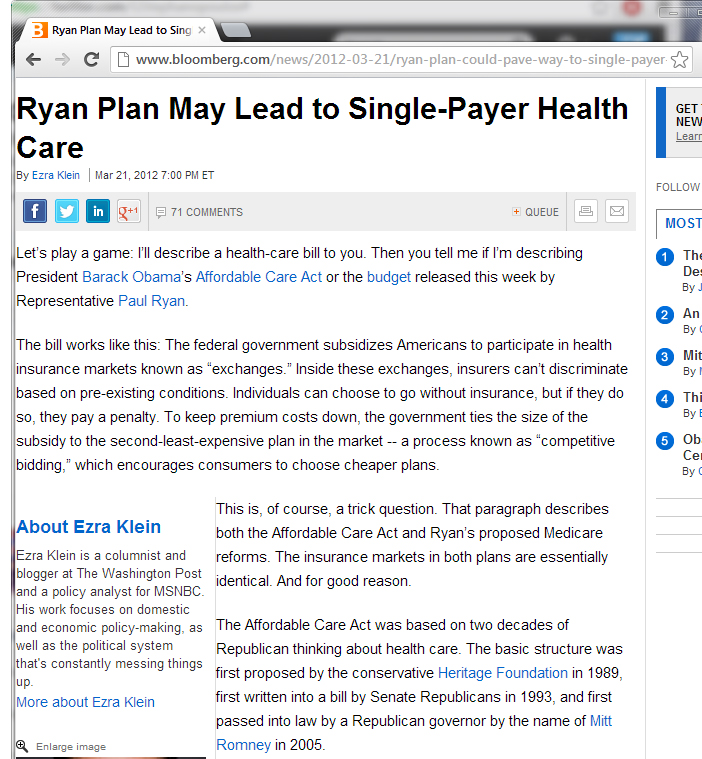 Ryan Plan May Lead to Sing
www.bloomberg.com/news/2012-03-21/ryan-plan-could-pave-way-to-single-payer
Ryan Plan May Lead to Single-Payer Health
Care
By Ezra Klein | Mar 21, 2012 7:00 PM ET
71 COMMENTS
QUEUE
Let's play a game: I'll describe a health-care bill to you. Then you tell me if I'm describing
President Barack Obama's Affordable Care Act or the budget released this week by
Representative Paul Ryan.
The bill works like this: The federal government subsidizes Americans to participate in health
insurance markets known as “exchanges.” Inside these exchanges, insurers can't discriminate
based on pre-existing conditions. Individuals can choose to go without insurance, but if they do
so, they pay a penalty. To keep premium costs down, the government ties the size of the
subsidy to the second-least-expensive plan in the market -- a process known as “competitive
bidding,” which encourages consumers to choose cheaper plans.
This is, of course, a trick question. That paragraph describes
both the Affordable Care Act and Ryan's proposed Medicare
reforms. The insurance markets in both plans are essentially
identical. And for good reason.
The Affordable Care Act was based on two decades of
Republican thinking about health care. The basic structure was
first proposed by the conservative Heritage Foundation in 1989,
first written into a bill by Senate Republicans in 1993, and first
passed into law by a Republican governor by the name of Mitt
Romney in 2005.
About Ezra Klein
Ezra Klein is a columnist and
blogger at The Washington Post
and a policy analyst for MSNBC.
His work focuses on domestic
and economic policy-making, as
well as the political system
that's constantly messing things
up.
More about Ezra Klein
Enlarge image
GET
NEW
Learn
FOLLOW
MOST
1 The
Des
By J
2 An
By
3 Mit
By
4 Thi
By
5 Oba
Cer
By